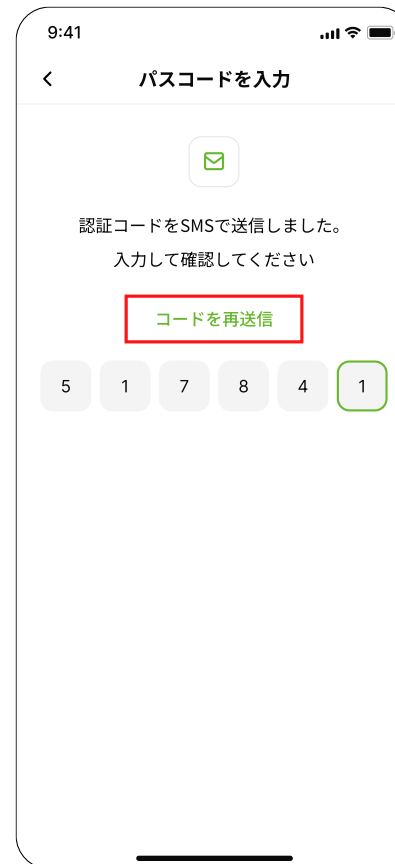 9:41
パスコードを入力
認証コードをSMSで送信しました。
入力して確認してください
コードを再送信
5 1 7 8 4 1